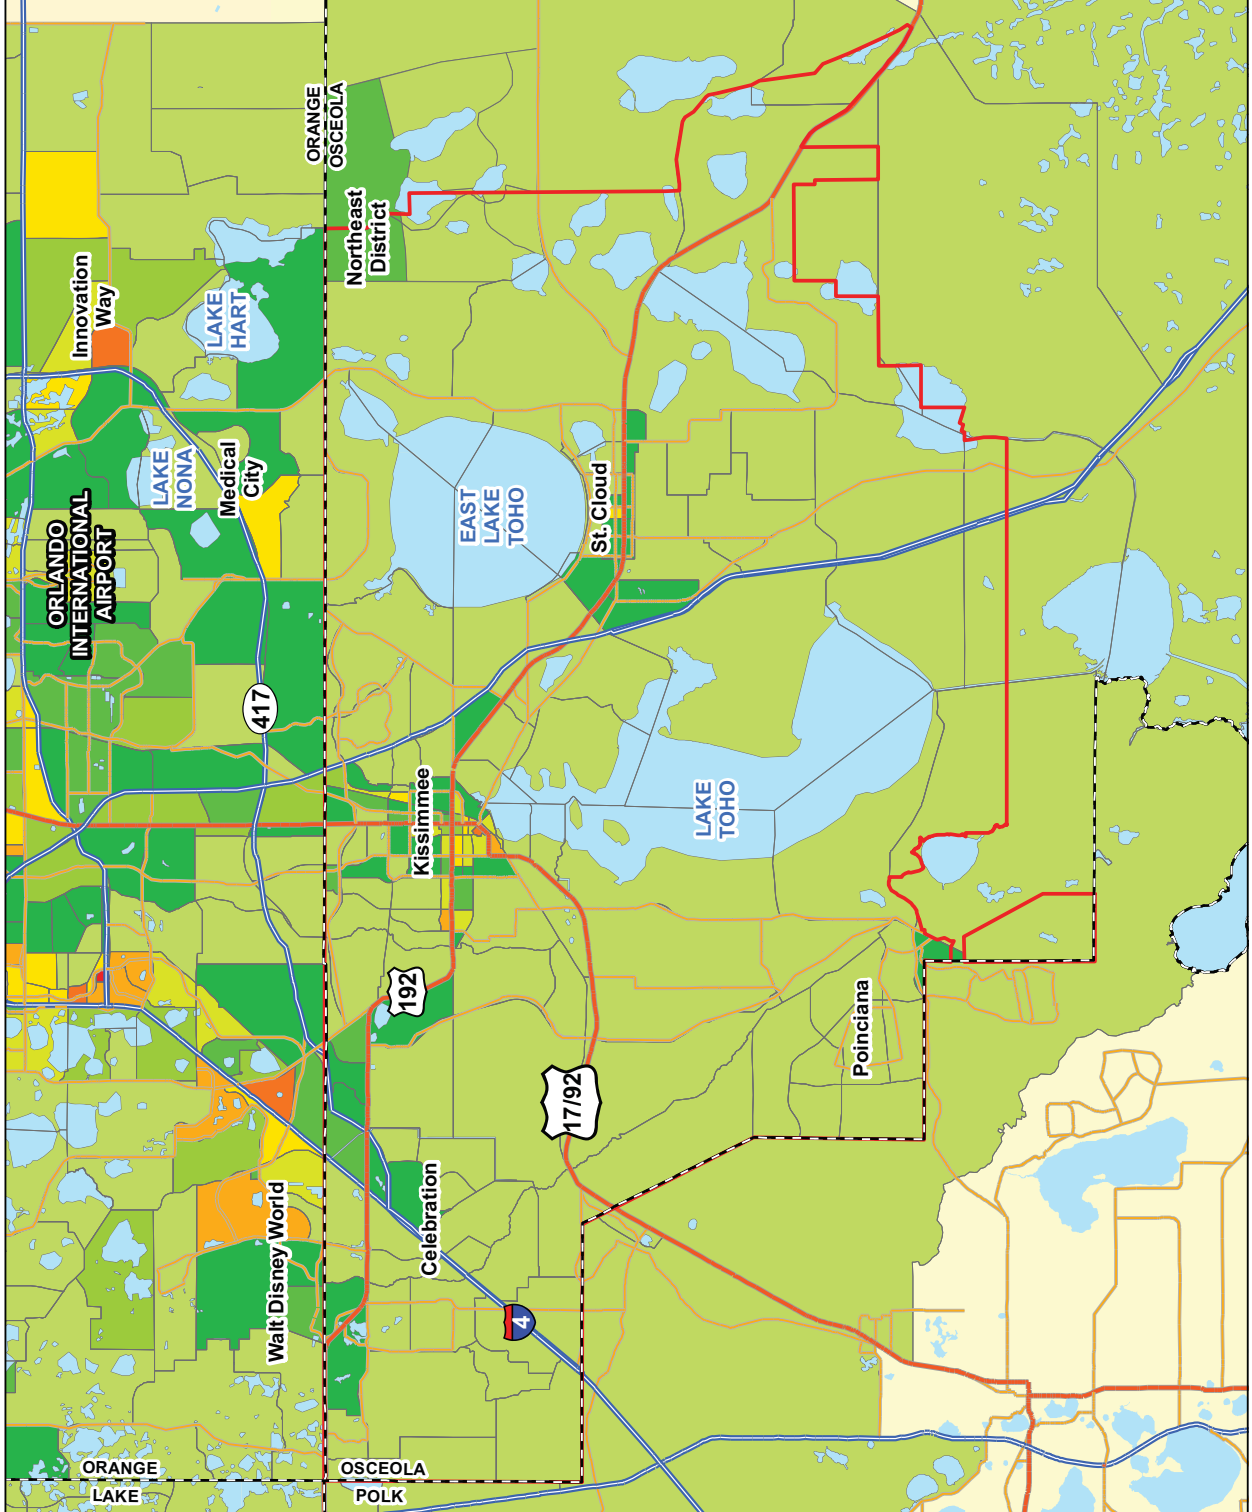 ORANGE
OSCEOLA
Northeast
District
Innovation
Way
LAKE
HART
LAKE
NONA
Medical
City
ORLANDO
INTERNATIONAL
AIRPORT
EAST
LAKE
TOHO
St. Cloud
417
Kissimmee
LAKE
TOHO
192
Poinciana
17/92
Celebration
Walt Disney World
4
ORANGE
LAKE
OSCEOLA
POLK